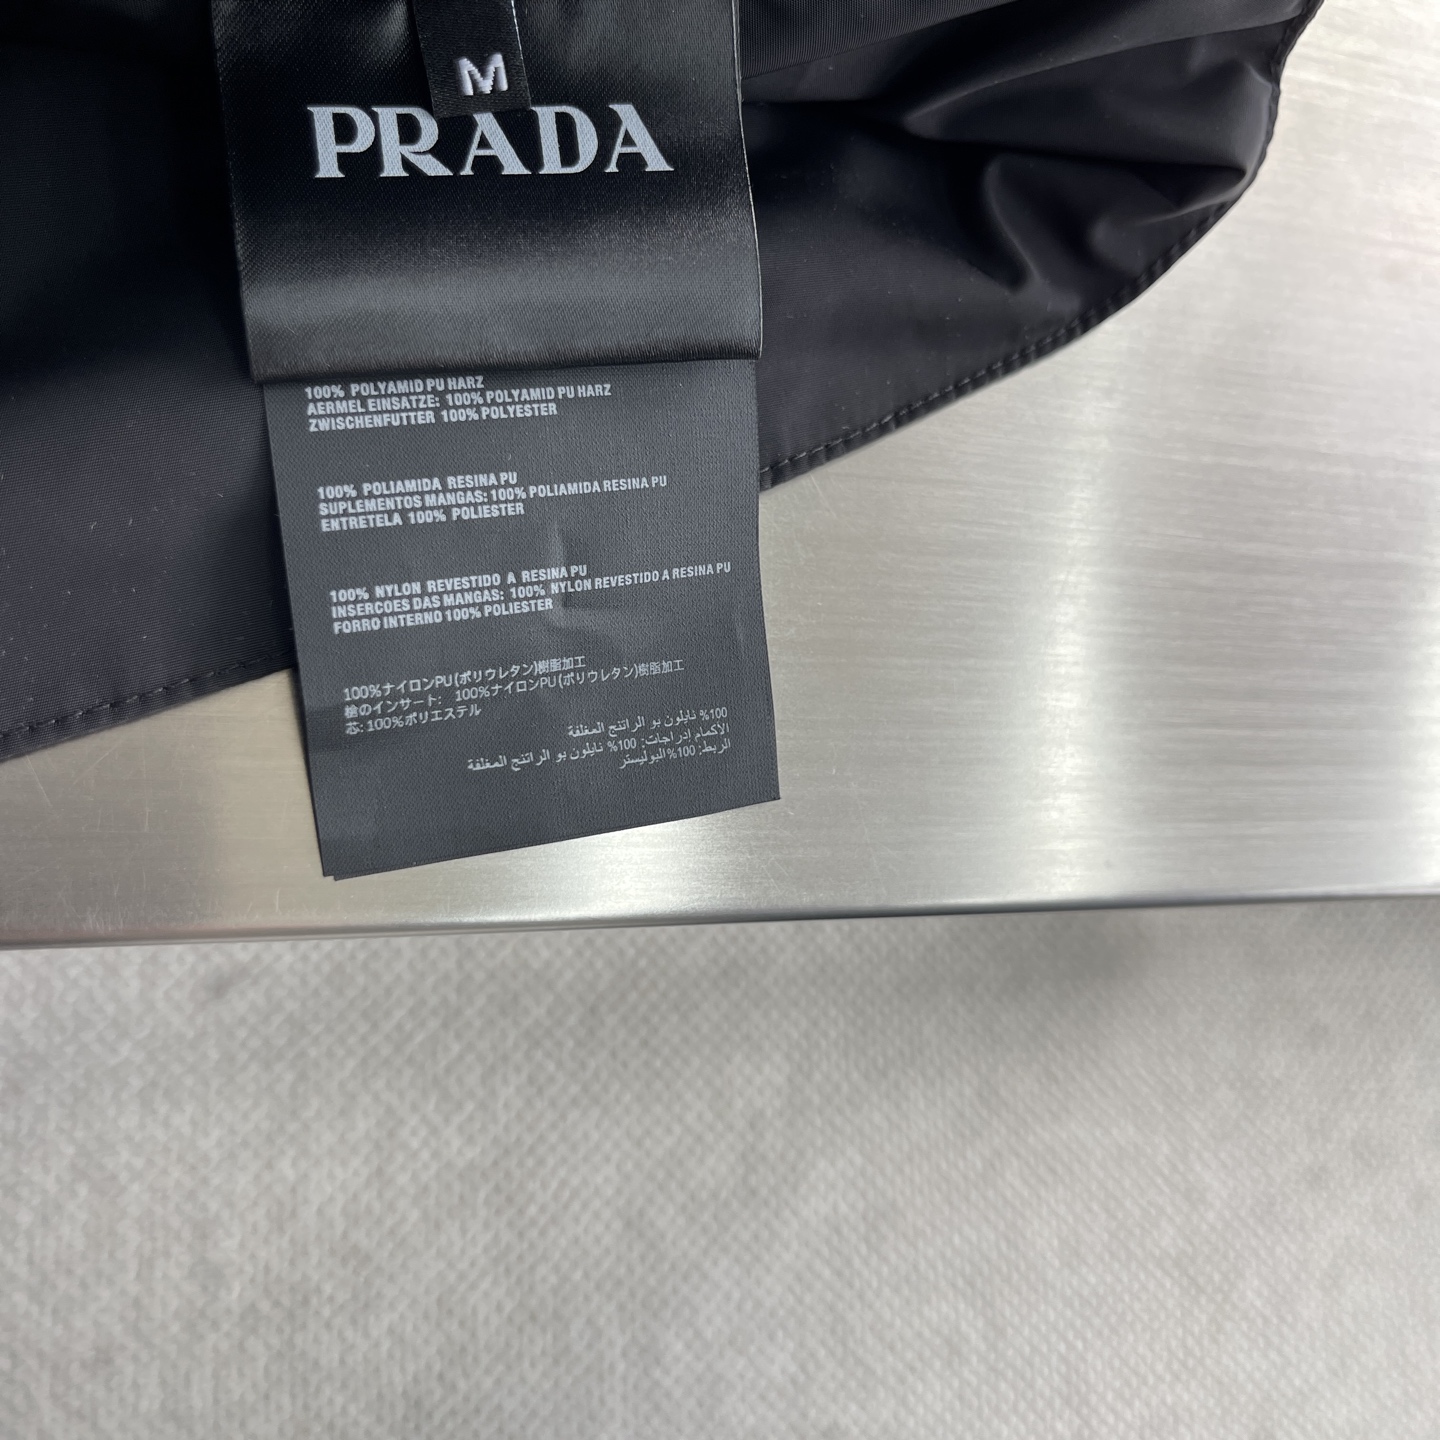 M
PRADA
100% POLYAMID PU HARZ
AERMEL EINSATZE: 100% POLYAMID PU HARZ
ZWISCHENFUTTER 100% POLYESTER
100% POLIAMIDA RESINA PU
SUPLEMENTOS MANGAS: 100% POLIAMIDA RESINA PU
ENTRETELA 100% POLIESTER
100% NYLON REVESTIDO A RESINA PU
INSERCOES DAS MANGAS: 100% NYLON REVESTIDO A RESINA PU
FORRO INTERNO 100% POLIESTER
100%ナイロンPU(ポリウレタン)樹脂加工
袖のインサート: 100%ナイロンPU(ポリウレタン)樹脂加工
芯:100%ポリエステル
100% نايلون بو الراتنج المغلفة
الأكمام إدراجات: 100% نايلون بو الراتنج المغلفة
الربط: 100% البوليستر